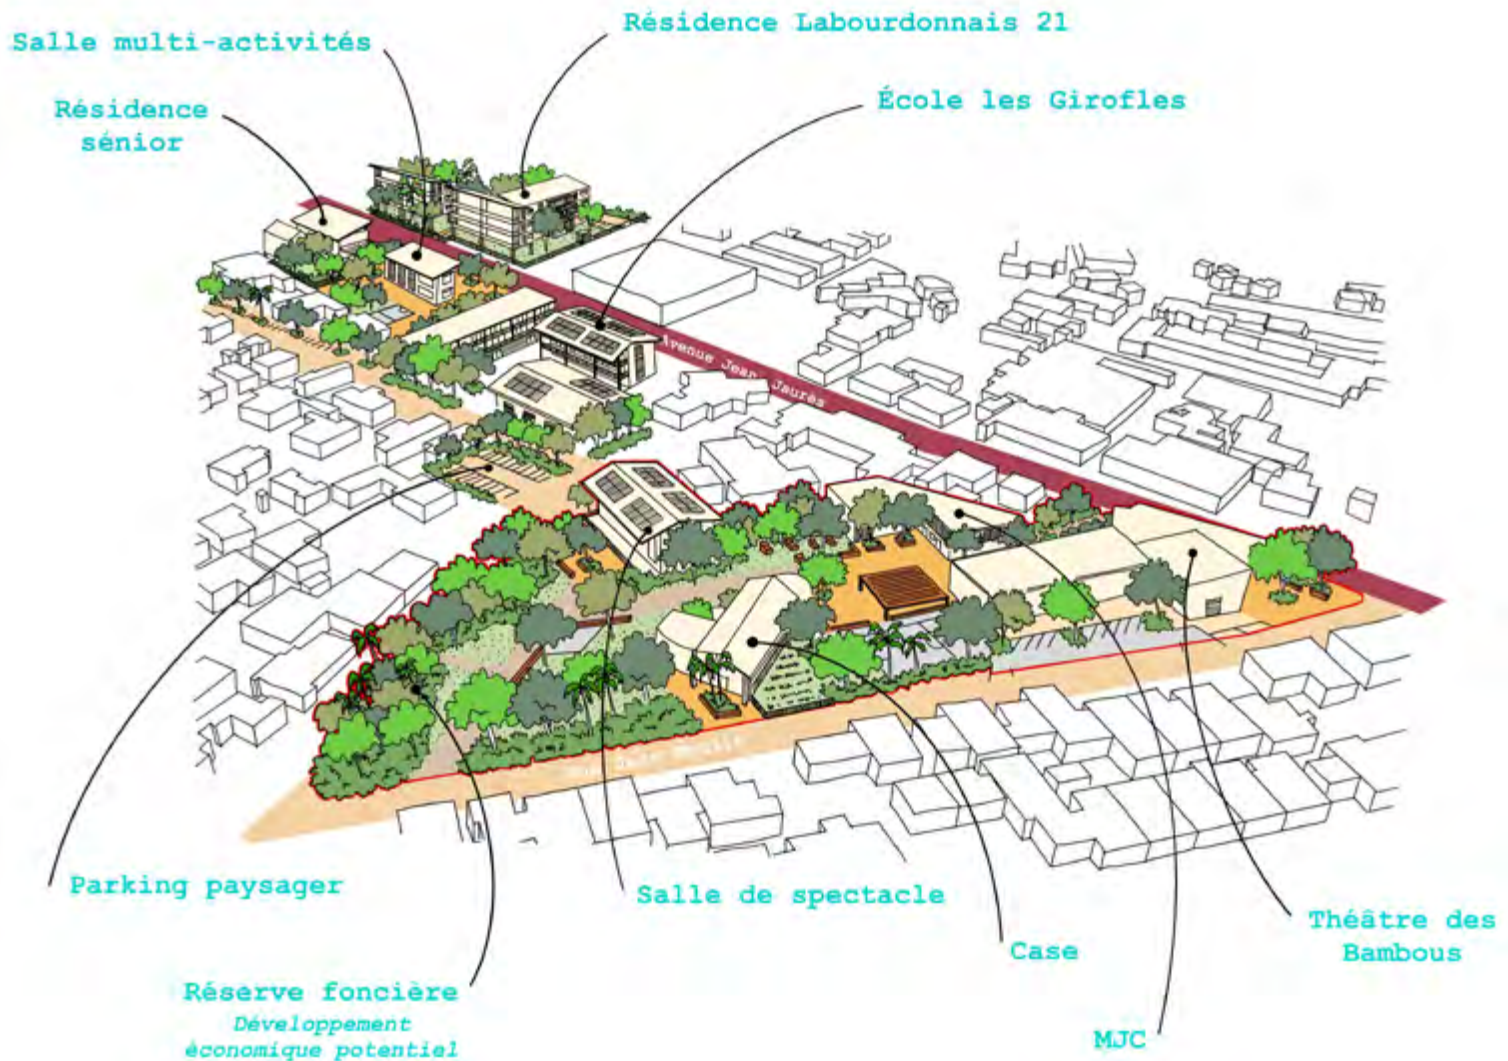 Résidence Labourdonnais 21
Salle multi-activités
École les Girofles
Résidence
sénior
Avenue Jean Jaurès
Parking paysager
Salle de spectacle
Théâtre des
Bambous
Case
Réserve foncière
Développement
économique potentiel
MJC